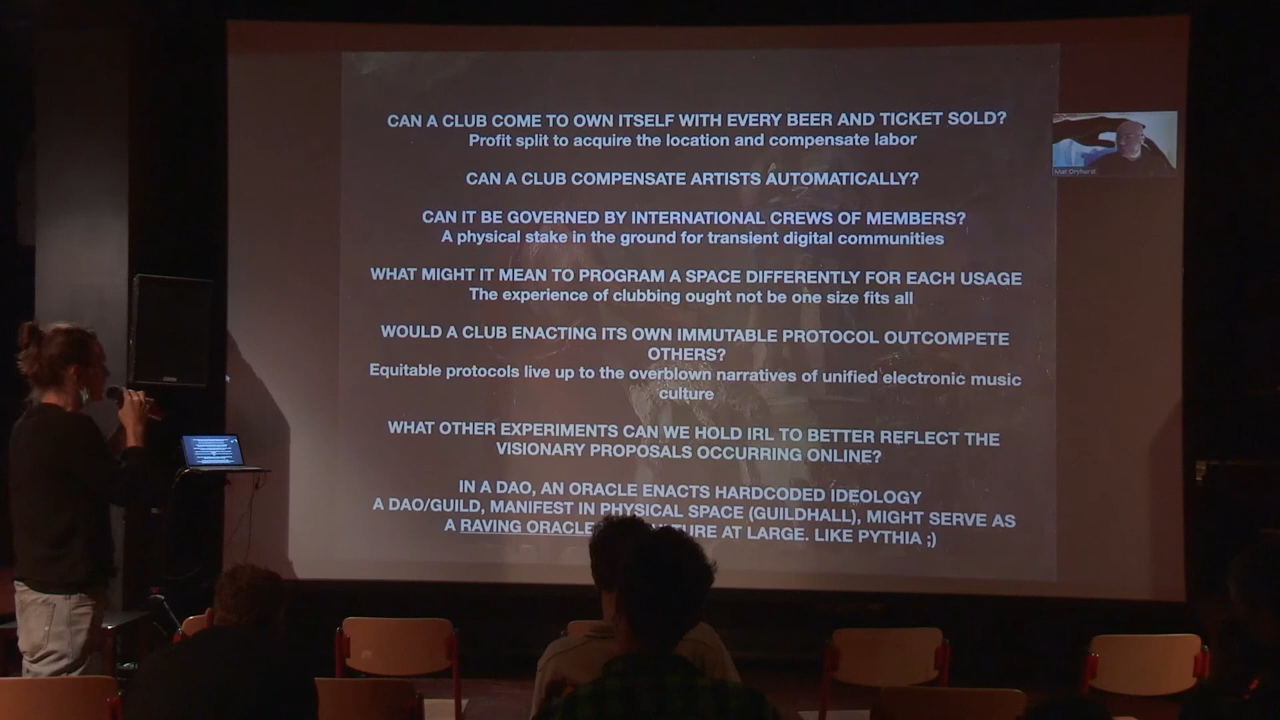 CAN A CLUB COME TO OWN ITSELF WITH EVERY BEER AND TICKET SOLD?
Profit split to acquire the location and compensate labor
CAN A CLUB COMPENSATE ARTISTS AUTOMATICALLY?
CAN IT BE GOVERNED BY INTERNATIONAL CREWS OF MEMBERS?
A physical stake in the ground for transient digital communities
WHAT MIGHT IT MEAN TO PROGRAM A SPACE DIFFERENTLY FOR EACH USAGE
The experience of clubbing ought not be one size fits all
WOULD A CLUB ENACTING ITS OWN IMMUTABLE PROTOCOL OUTCOMPETE
OTHERS?
Equitable protocols live up to the overblown narratives of unified electronic music
culture
WHAT OTHER EXPERIMENTS CAN WE HOLD IRL TO BETTER REFLECT THE
VISIONARY PROPOSALS OCCURRING ONLINE?
IN A DAO, AN ORACLE ENACTS HARDCODED IDEOLOGY
A DAO/GUILD, MANIFEST IN PHYSICAL SPACE (GUILDHALL), MIGHT SERVE AS
A RAVING ORACLE AT LARGE. LIKE PYTHIA ;)
Mat Dryhurst